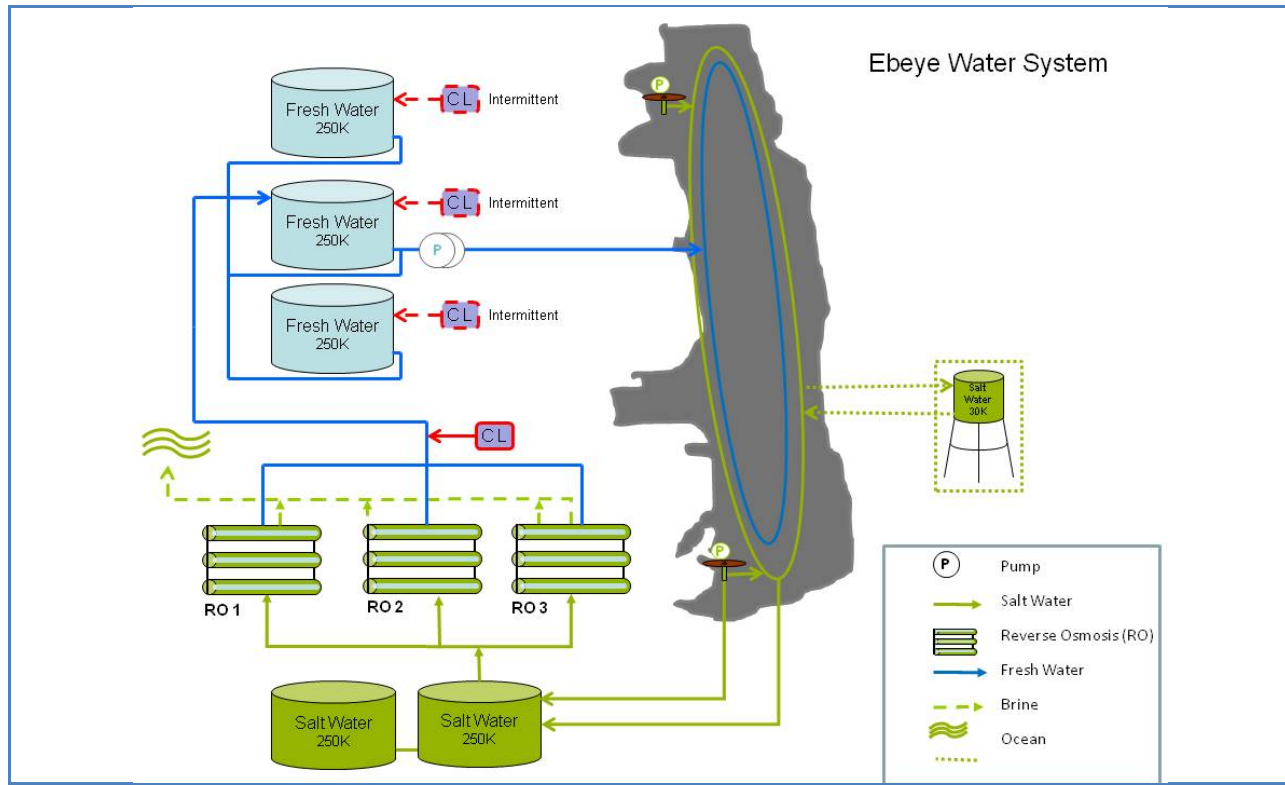 Ebeye Water System
Fresh Water
250K
CL
Intermittent
Fresh Water
250K
CL
Intermittent
P
Fresh Water
250K
CL
Intermittent
P
Salt
Water
30K
CL
RO 1
RO 2
RO 3
P
Salt Water
250K
Salt Water
250K
P
Pump
Salt Water
Reverse Osmosis (RO)
Fresh Water
Brine
Ocean